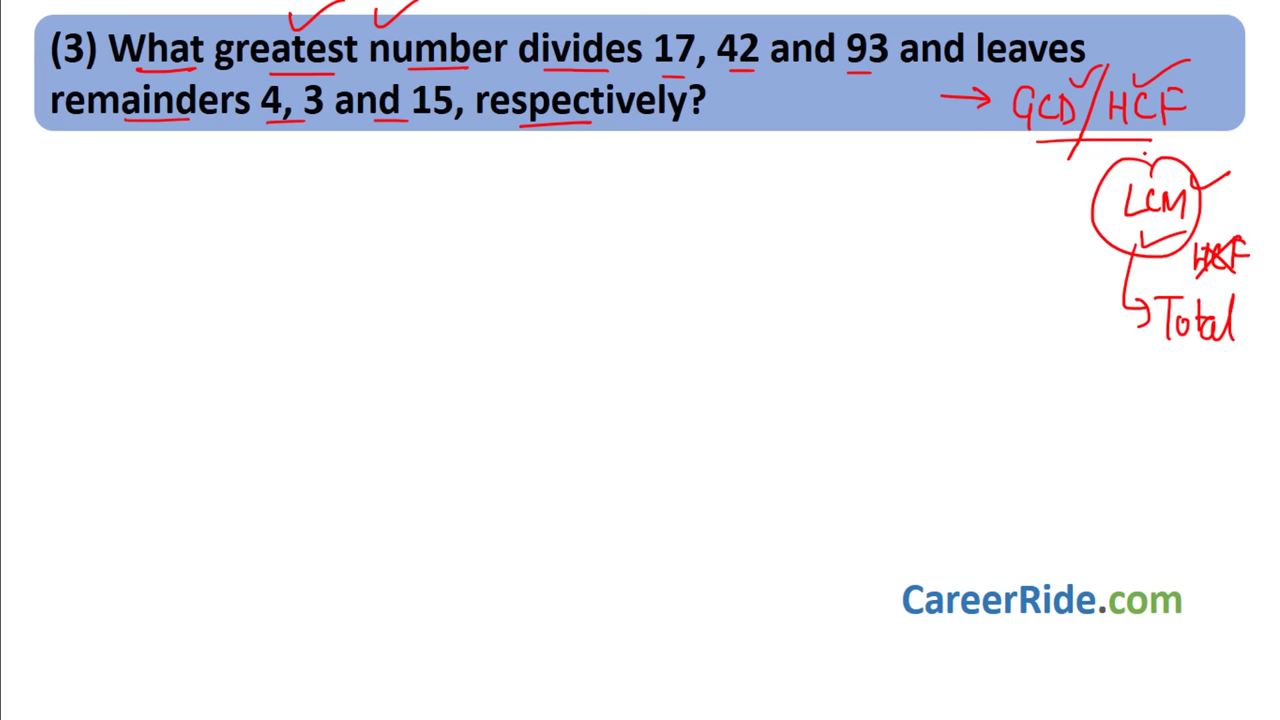 (3) What greatest number divides 17, 42 and 93 and leaves
remainders 4, 3 and 15, respectively?
→ GCD/HCF
LCM
HCF
Total
CareerRide.com